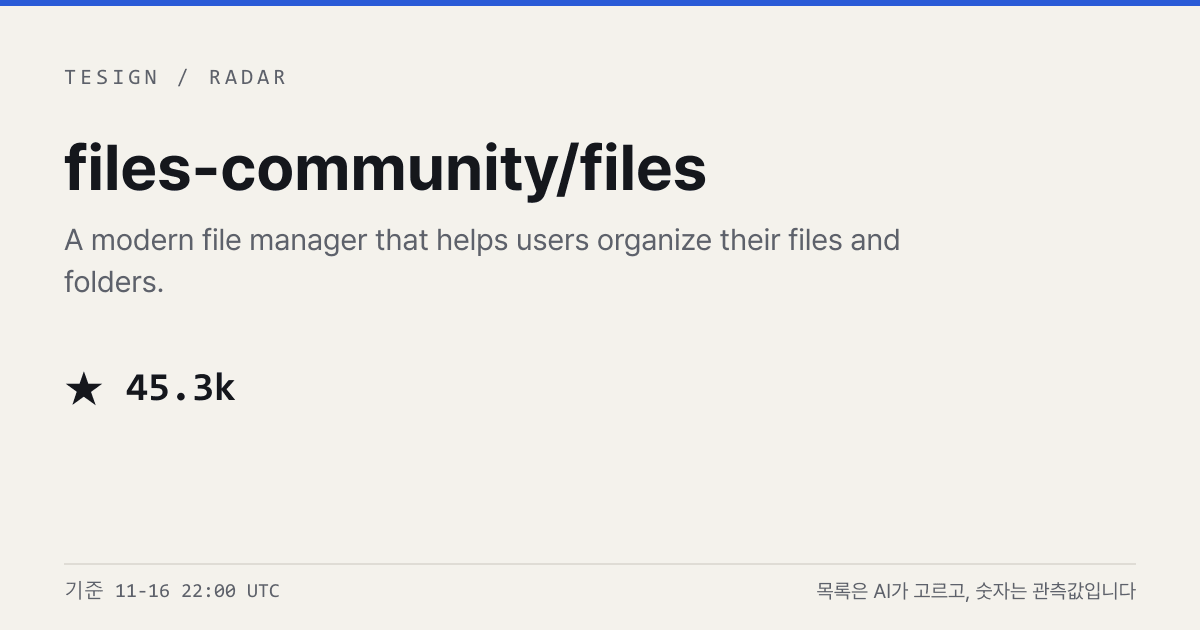 TESIGN / RADAR
files-community/files
A modern file manager that helps users organize their files and
folders.
★ 45.3k
기준 11-16 22:00 UTC
목록은 AI가 고르고, 숫자는 관측값입니다